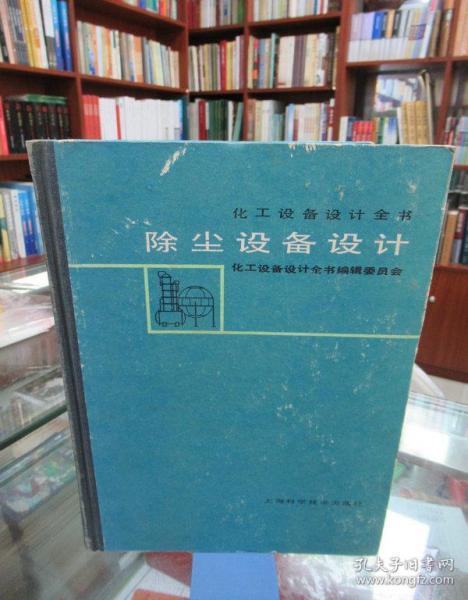 化工设备设计全书
除尘设备设计
化工设备设计全书编辑委员会
上海科学技术出版社
孔夫子旧书网
www.kongfz.com